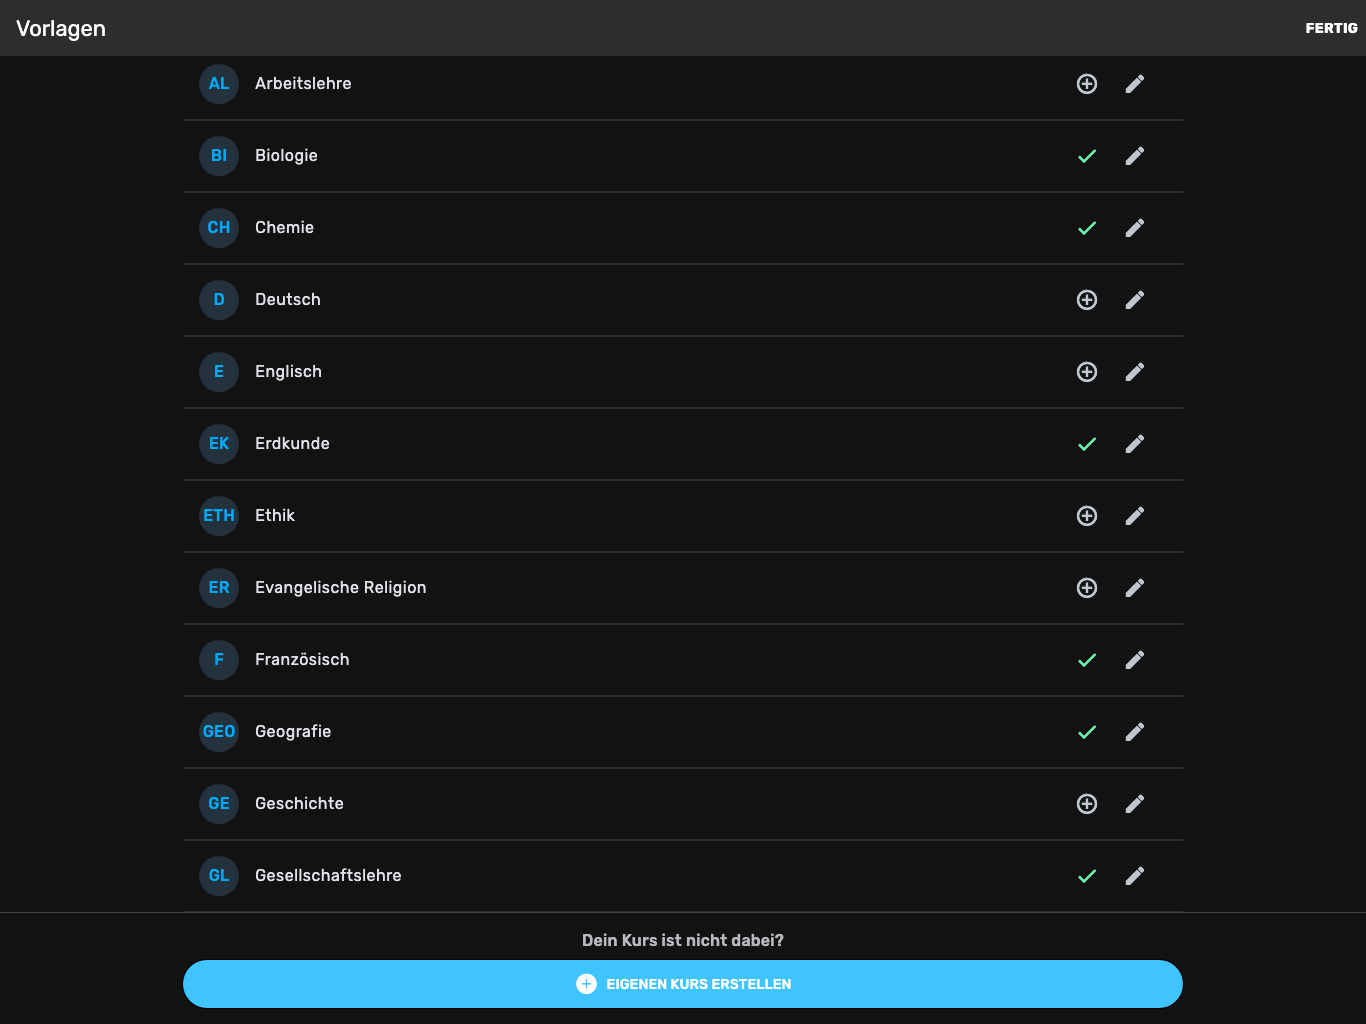 Vorlagen
FERTIG
AL Arbeitslehre
BI Biologie
CH Chemie
D Deutsch
E Englisch
EK Erdkunde
ETH Ethik
ER Evangelische Religion
F Französisch
GEO Geografie
GE Geschichte
GL Gesellschaftslehre
Dein Kurs ist nicht dabei?
EIGENEN KURS ERSTELLEN